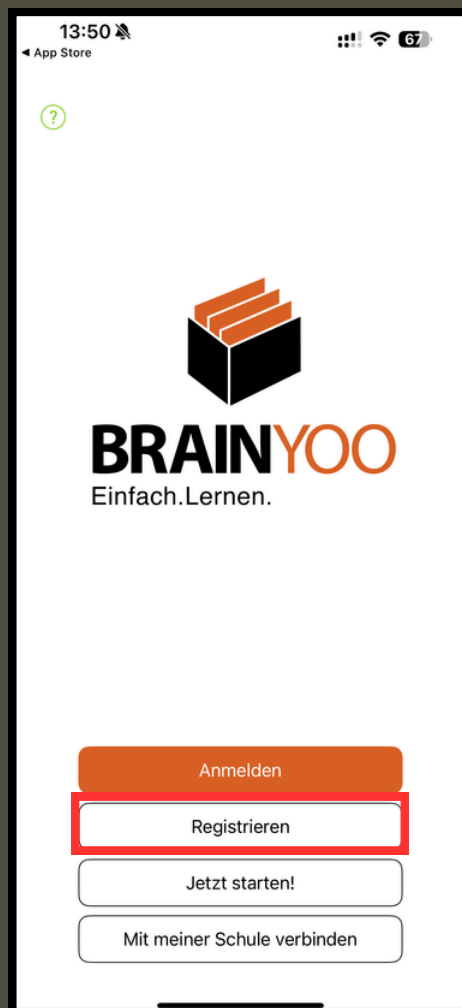 13:50
67
◀ App Store
?
BRAINYOO
Einfach.Lernen.
Anmelden
Registrieren
Jetzt starten!
Mit meiner Schule verbinden